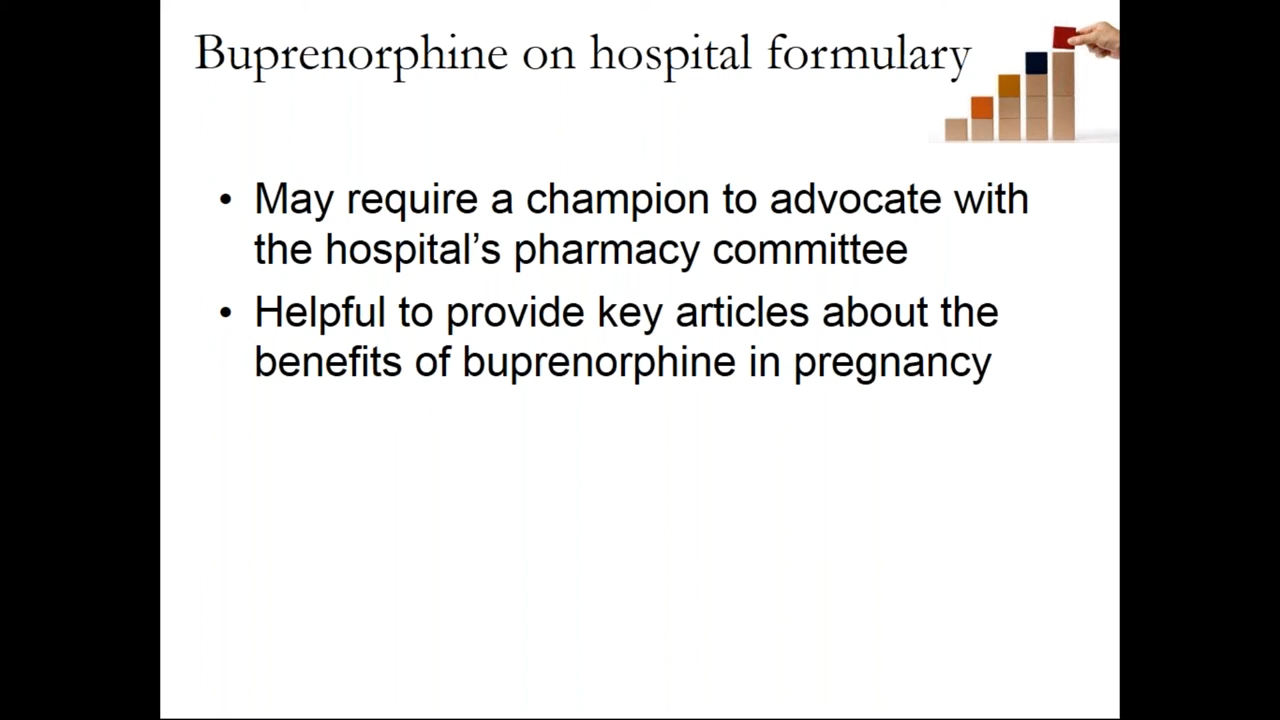 Buprenorphine on hospital formulary
• May require a champion to advocate with
the hospital’s pharmacy committee
• Helpful to provide key articles about the
benefits of buprenorphine in pregnancy